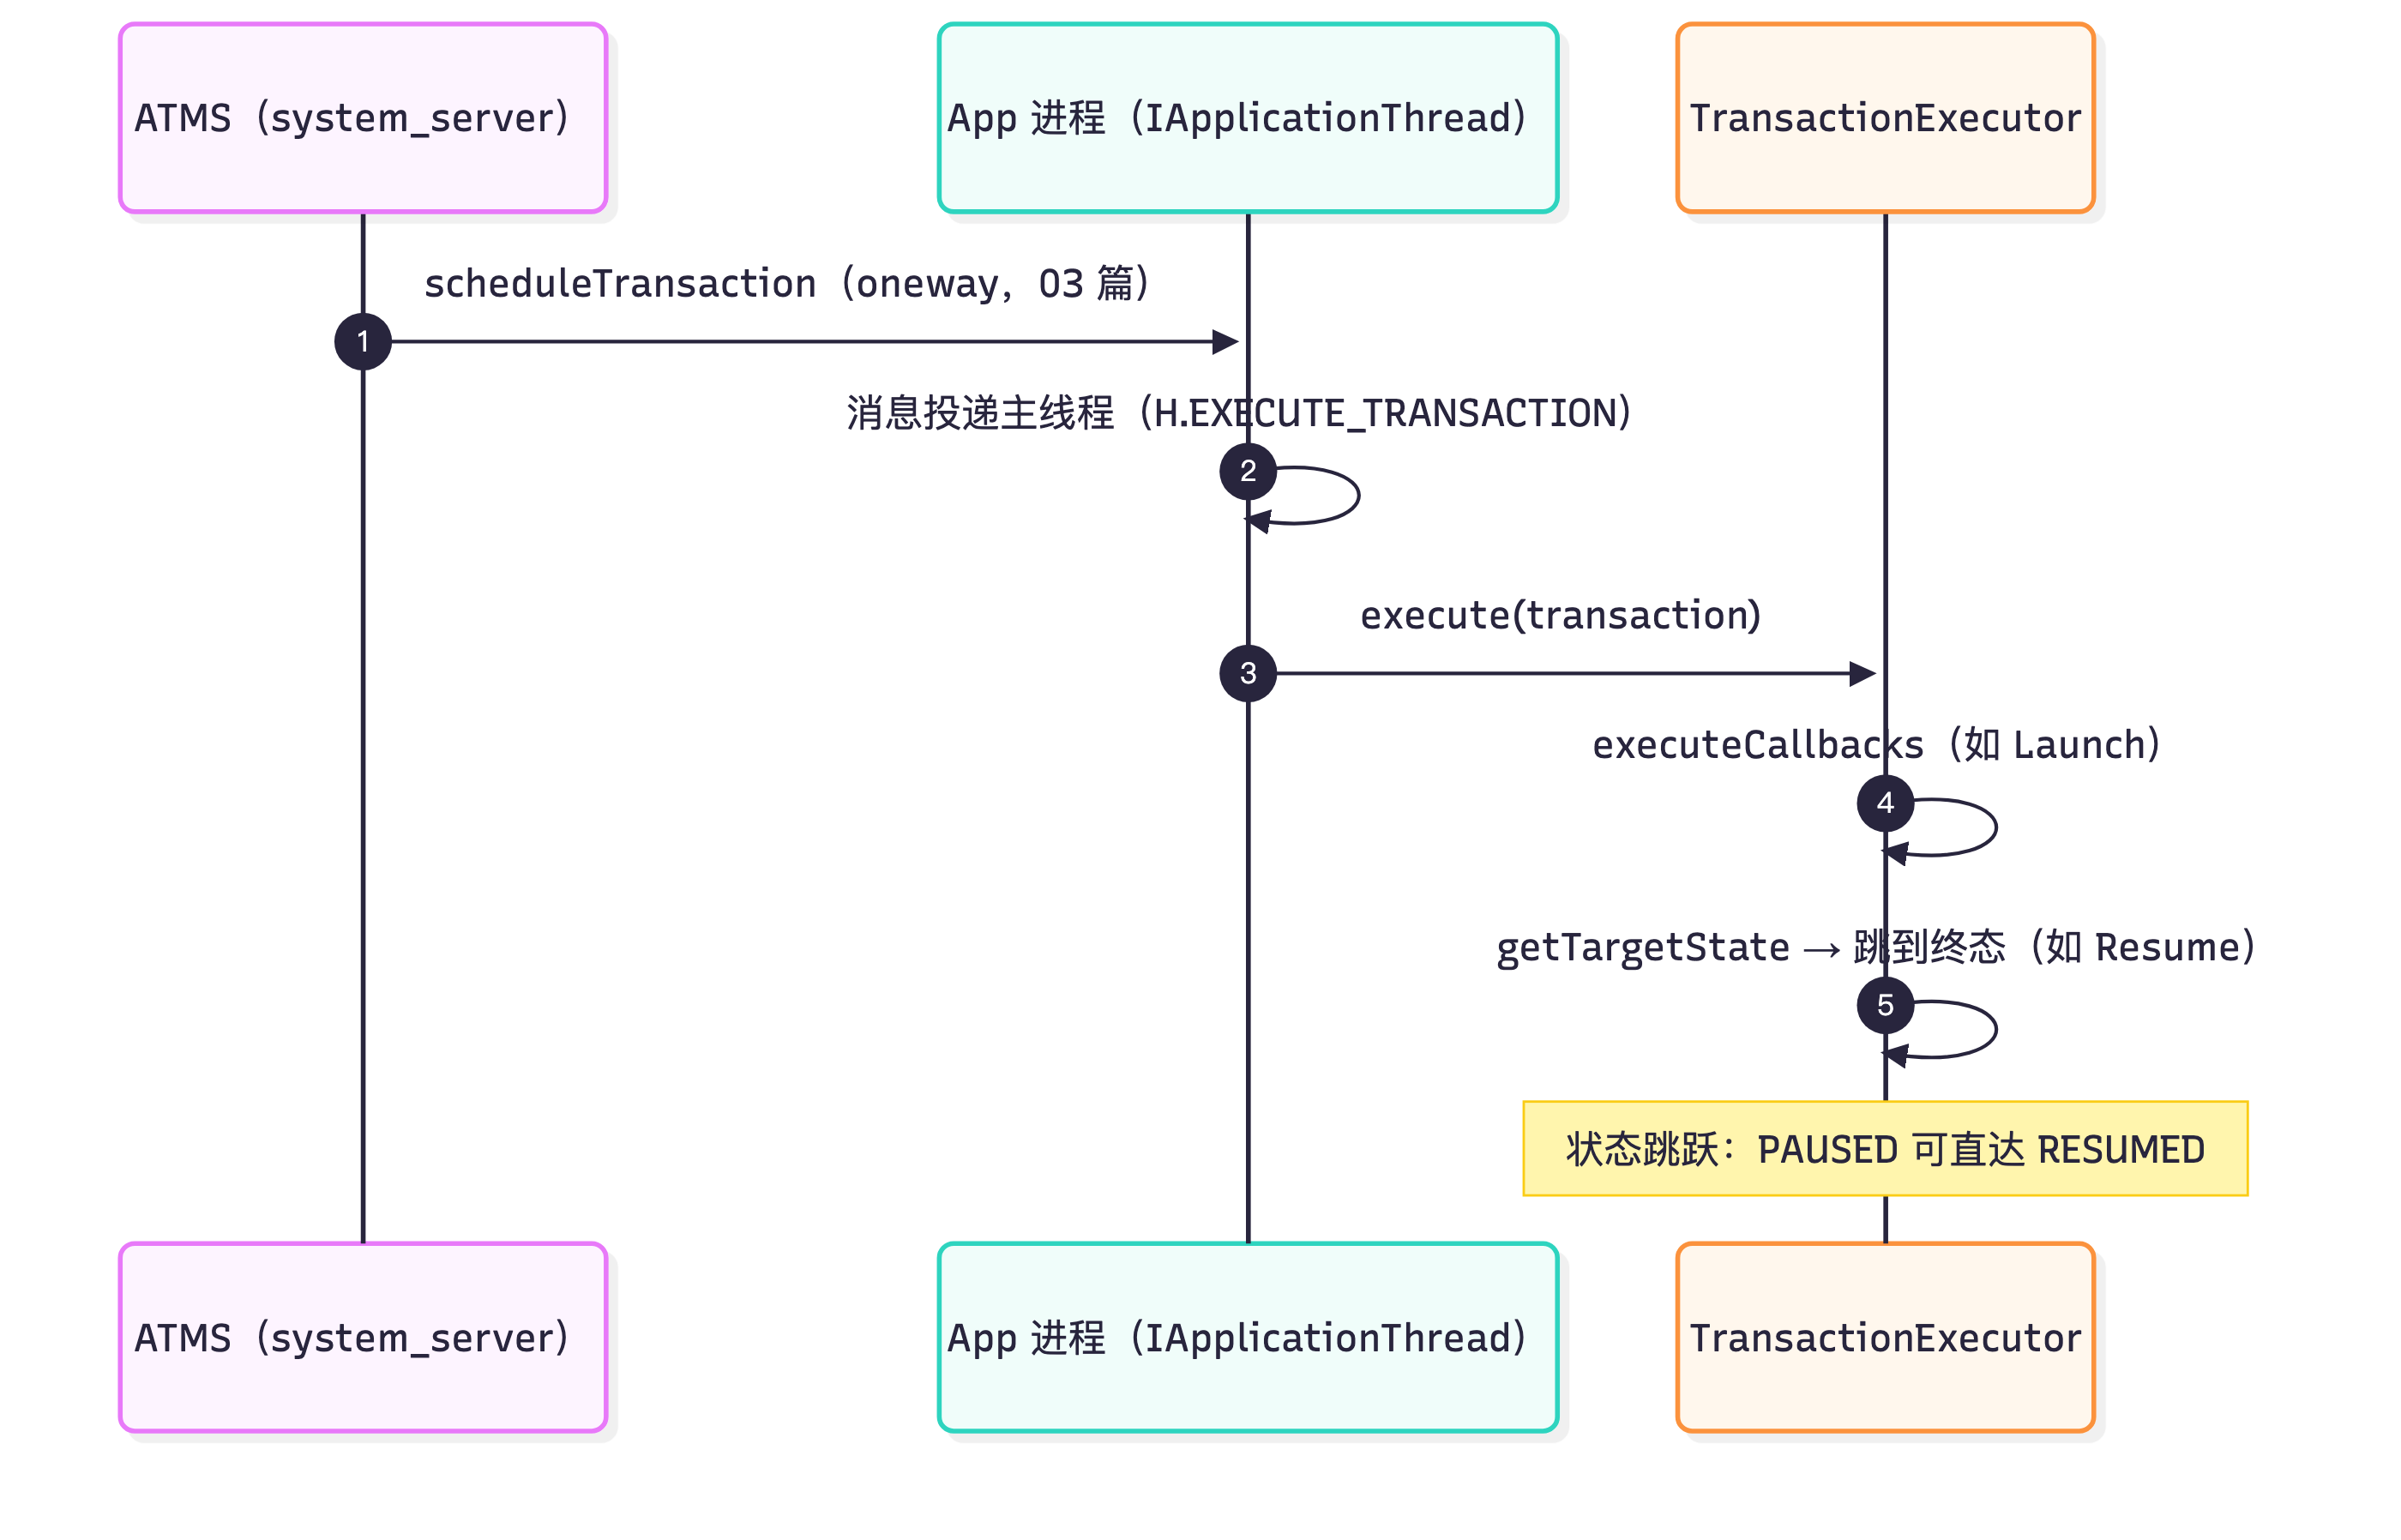 ATMS（system_server）
App 进程（IApplicationThread）
TransactionExecutor
scheduleTransaction（oneway，03 篇）
1
消息投递主线程（H.EXECUTE_TRANSACTION）
2
execute(transaction)
3
executeCallbacks（如 Launch）
4
getTargetState → 跳到终态（如 Resume）
5
状态跳跃：PAUSED 可直达 RESUMED
ATMS（system_server）
App 进程（IApplicationThread）
TransactionExecutor